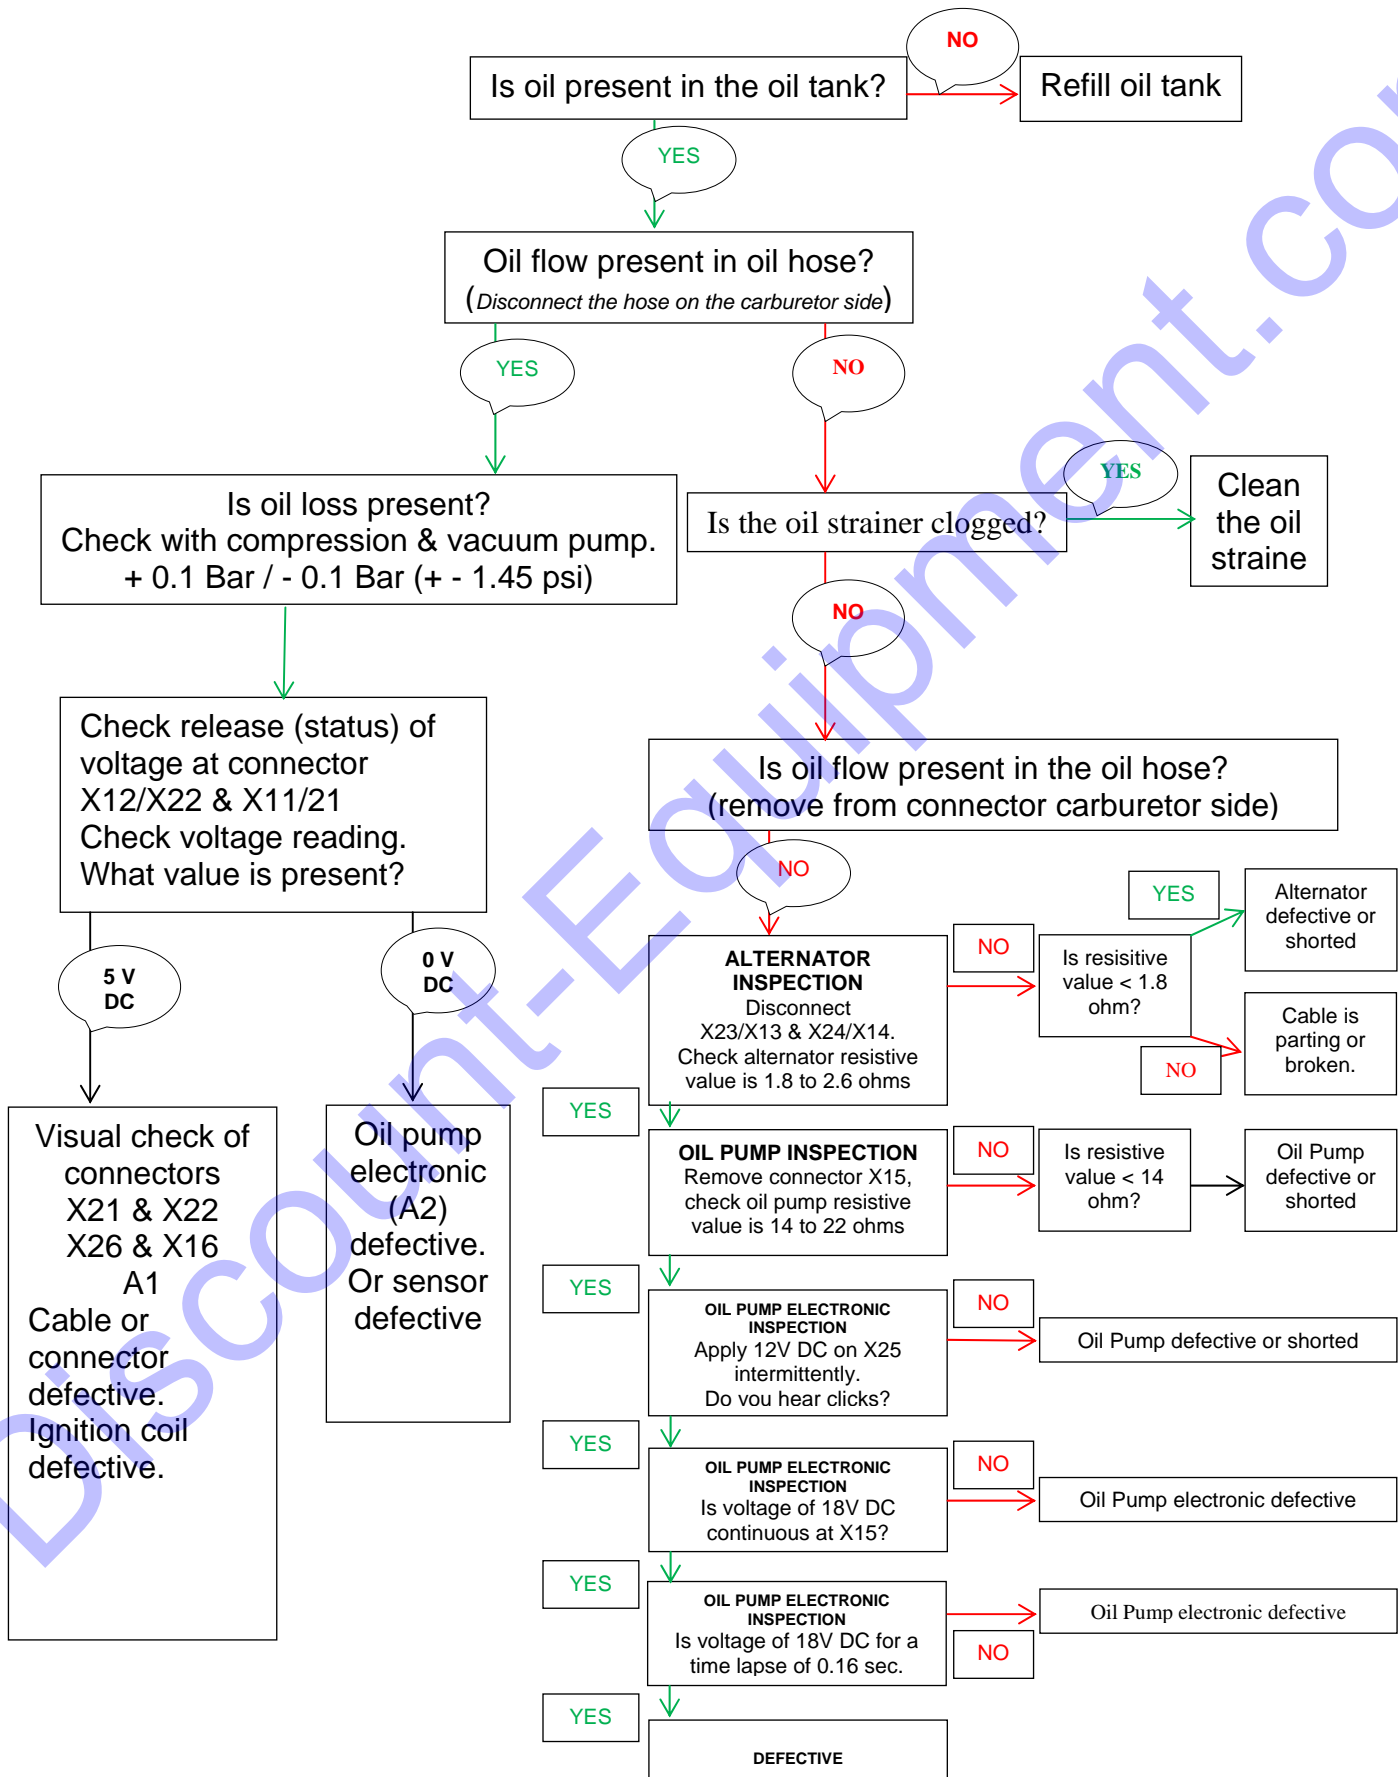 NO
Is oil present in the oil tank?
Refill oil tank
YES
Oil flow present in oil hose?
(Disconnect the hose on the carburetor side)
YES
NO
Is oil loss present?
Check with compression & vacuum pump.
+ 0.1 Bar / - 0.1 Bar (+ - 1.45 psi)
Is the oil strainer clogged?
YES
Clean
the oil
straine
NO
Check release (status) of
voltage at connector
X12/X22 & X11/21
Check voltage reading.
What value is present?
Is oil flow present in the oil hose?
(remove from connector carburetor side)
NO
5 V
DC
0 V
DC
Visual check of
connectors
X21 & X22
X26 & X16
A1
Cable or
connector
defective.
Ignition coil
defective.
Oil pump
electronic
(A2)
defective.
Or sensor
defective
ALTERNATOR
INSPECTION
Disconnect
X23/X13 & X24/X14.
Check alternator resistive
value is 1.8 to 2.6 ohms
NO
Is resisitive
value < 1.8
ohm?
YES
Alternator
defective or
shorted
NO
Cable is
parting or
broken.
YES
OIL PUMP INSPECTION
Remove connector X15,
check oil pump resistive
value is 14 to 22 ohms
NO
Is resistive
value < 14
ohm?
Oil Pump
defective or
shorted
YES
OIL PUMP ELECTRONIC
INSPECTION
Apply 12V DC on X25
intermittently.
Do you hear clicks?
NO
Oil Pump defective or shorted
YES
OIL PUMP ELECTRONIC
INSPECTION
Is voltage of 18V DC
continuous at X15?
NO
Oil Pump electronic defective
YES
OIL PUMP ELECTRONIC
INSPECTION
Is voltage of 18V DC for a
time lapse of 0.16 sec.
NO
Oil Pump electronic defective
YES
DEFECTIVE
Discount-Equipment.com